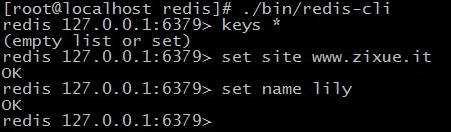 [root@localhost redis]# ./bin/redis-cli
redis 127.0.0.1:6379> keys *
(empty list or set)
redis 127.0.0.1:6379> set site www.zixue.it
OK
redis 127.0.0.1:6379> set name lily
OK
redis 127.0.0.1:6379>